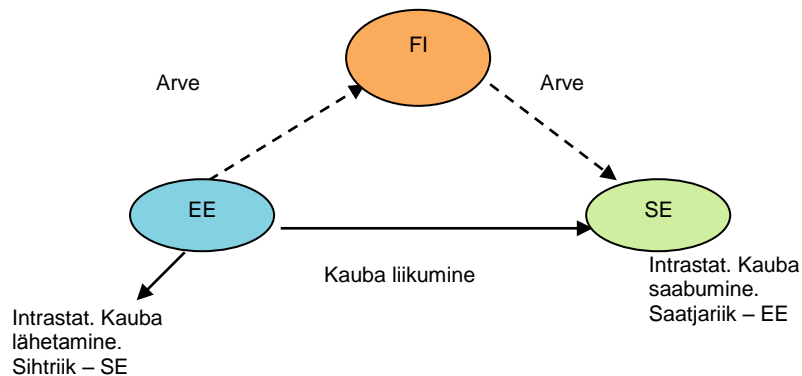 FI
Arve
Arve
EE
SE
Kauba liikumine
Intrastat. Kauba
saabumine.
Saatjariik – EE
Intrastat. Kauba
lähetamine.
Sihtriik – SE